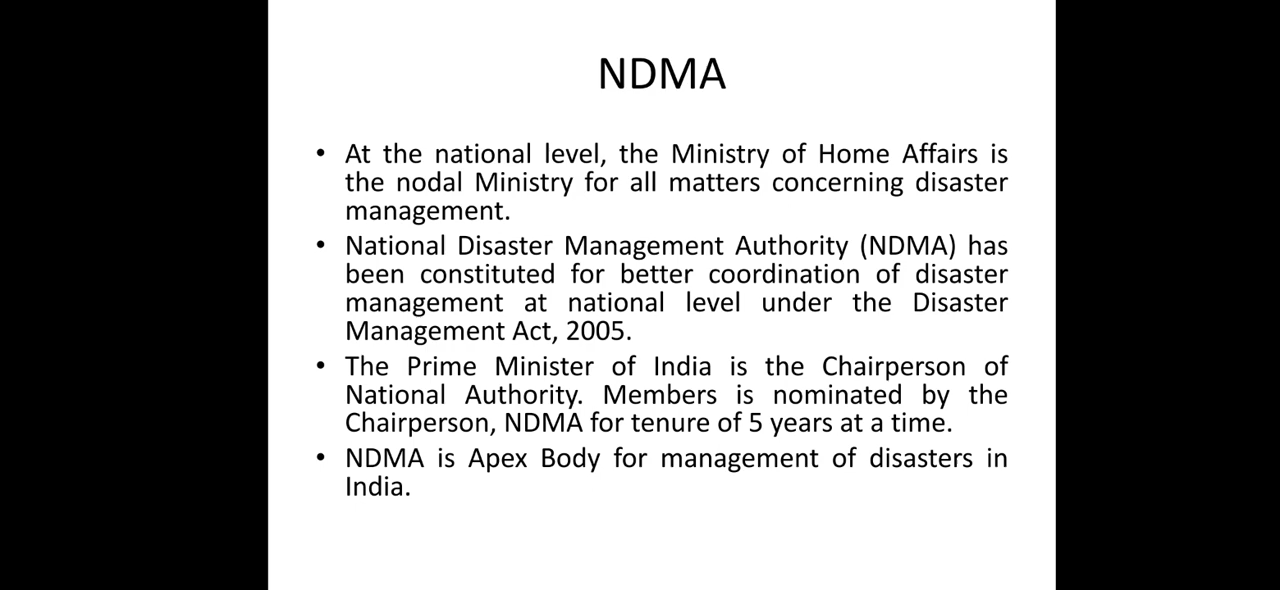 NDMA
• At the national level, the Ministry of Home Affairs is
the nodal Ministry for all matters concerning disaster
management.
• National Disaster Management Authority (NDMA) has
been constituted for better coordination of disaster
management at national level under the Disaster
Management Act, 2005.
• The Prime Minister of India is the Chairperson of
National Authority. Members is nominated by the
Chairperson, NDMA for tenure of 5 years at a time.
• NDMA is Apex Body for management of disasters in
India.